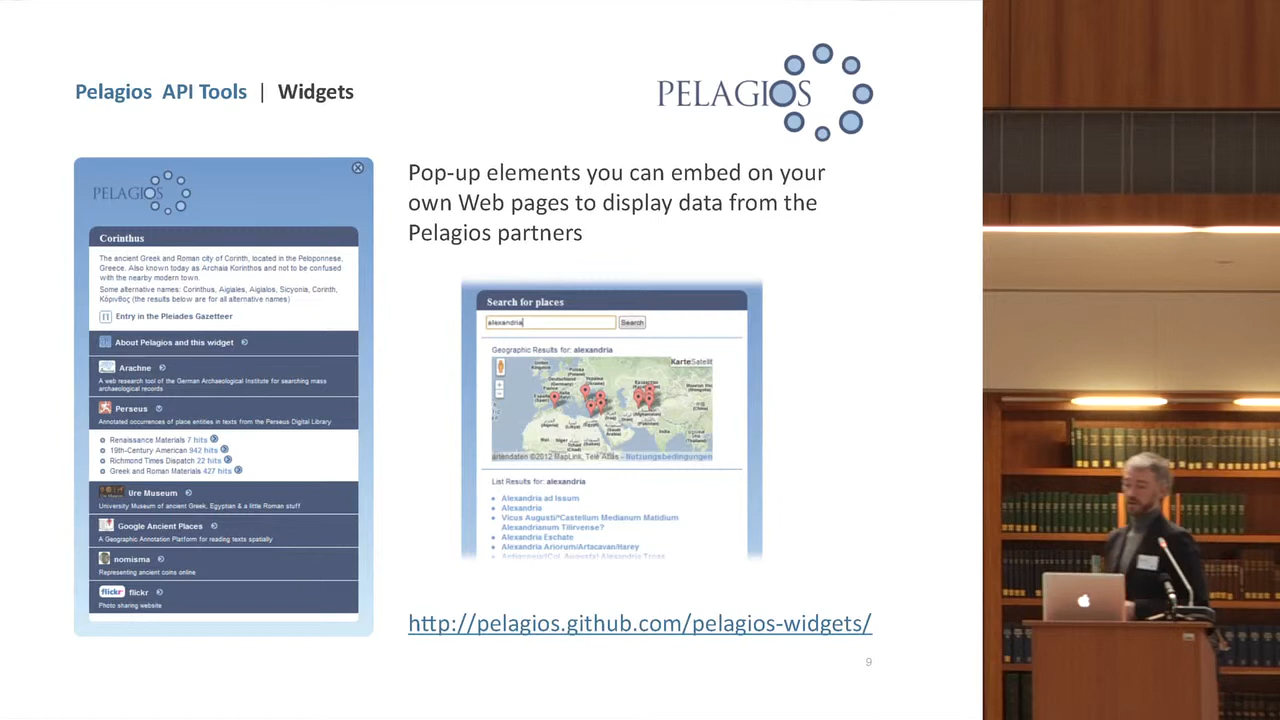 Pelagios API Tools | Widgets
PELAGIOS
Pop-up elements you can embed on your
own Web pages to display data from the
Pelagios partners
PELAGIOS
Corinthus
The ancient Greek and Roman city of Corinth, located in the Peloponnese,
Greece. Also known today as Archaia Korinthos and not to be confused
with the nearby modern town.
Some alternative names: Corinthus, Aigiales, Aigialos, Sicyonia, Corinth,
Κόρινθος (the results below are for all alternative names)
Entry in the Pleiades Gazetteer
About Pelagios and this widget
Arachne
A web research tool of the German Archaeological Institute for searching mass
archaeological records
Perseus
Annotated occurrences of place entities in texts from the Perseus Digital Library
Renaissance Materials 7 hits
19th-Century American 942 hits
Richmond Times Dispatch 22 hits
Greek and Roman Materials 427 hits
Ure Museum
University Museum of ancient Greek, Egyptian & a little Roman stuff
Google Ancient Places
A Geographic Annotation Platform for reading texts spatially
nomisma
Representing ancient coins online
flickr flickr
Photo sharing website
Search for places
alexandria Search
Geographic Results for: alexandria
KarteSatellit
artendaten ©2012 MapLink, Tele Atlas - Nutzungsbedingungen
List Results for: alexandria
Alexandria ad Issum
Alexandria
Vicus Augusti/*Castellum Medianum Matidium
Alexandrianum Tilirvense?
Alexandria Eschate
Alexandria Ariorum/Artacavan/Harey
http://pelagios.github.com/pelagios-widgets/
9